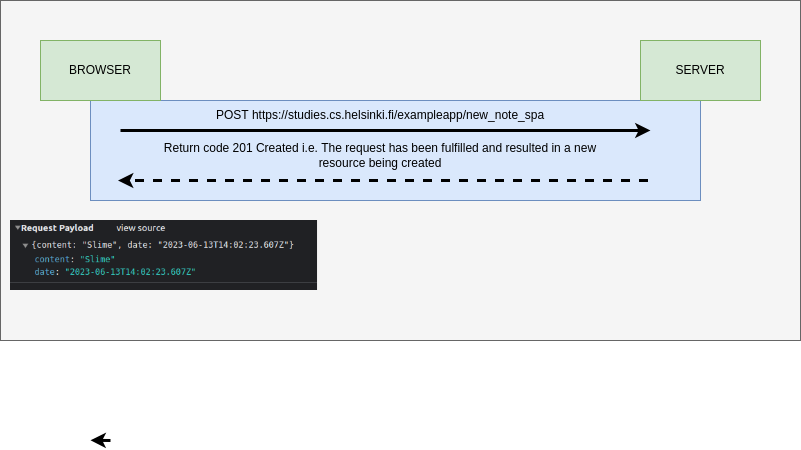 BROWSER
SERVER
POST https://studies.cs.helsinki.fi/exampleapp/new_note_spa
Return code 201 Created i.e. The request has been fulfilled and resulted in a new
resource being created
Request Payload view source
{content: "Slime", date: "2023-06-13T14:02:23.607Z"}
content: "Slime"
date: "2023-06-13T14:02:23.607Z"